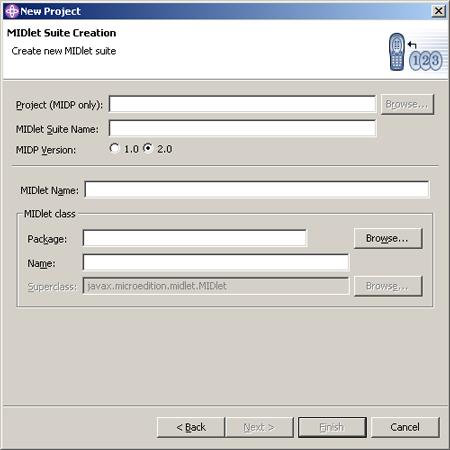 New Project
MIDlet Suite Creation
Create new MIDlet suite
123
Project (MIDP only): Browse...
MIDlet Suite Name:
MIDP Version: 1.0 2.0
MIDlet Name:
MIDlet class
Package: Browse...
Name:
Superclass: javax.microedition.midlet.MIDlet Browse...
< Back Next > Finish Cancel